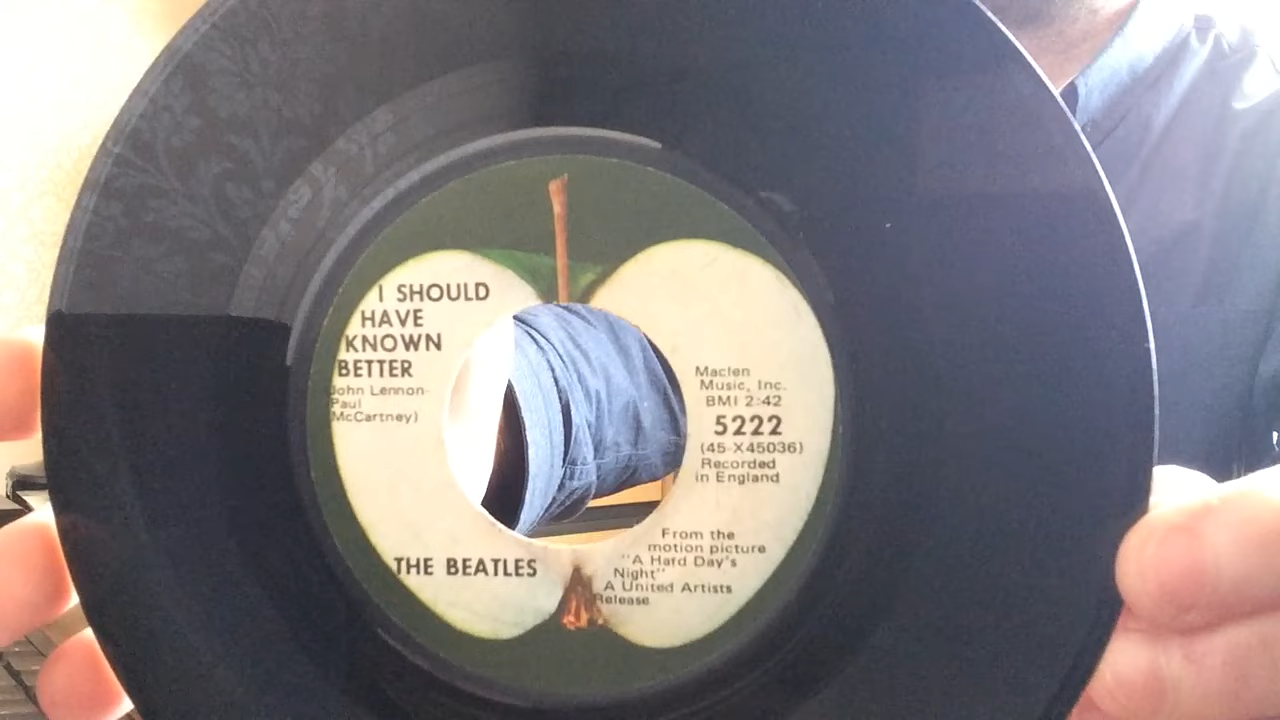 I SHOULD
HAVE
KNOWN
BETTER
John Lennon-
Paul
McCartney)
Maclen
Music, Inc.
BMI 2:42
5222
(45-X45036)
Recorded
in England
THE BEATLES
From the
motion picture
"A Hard Day's
Night"
A United Artists
Release